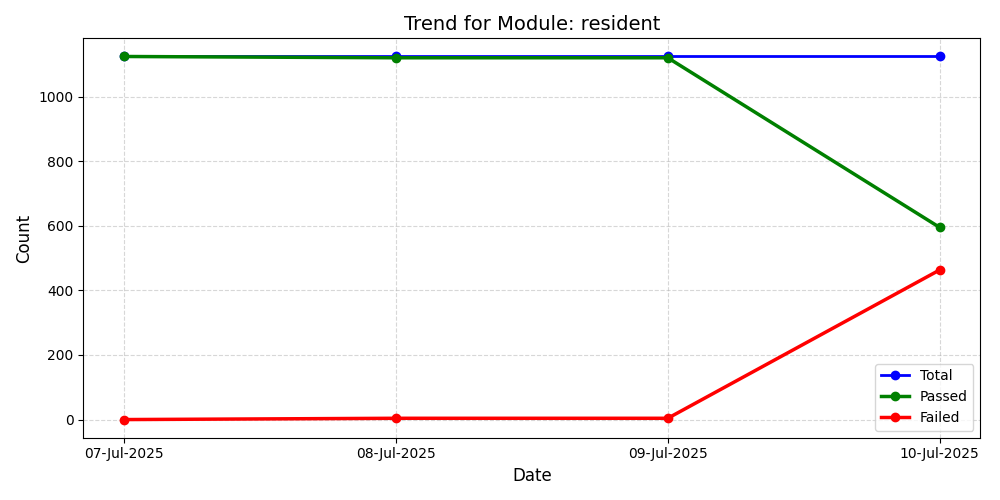 Trend for Module: resident
Count
1000
800
600
400
200
0
Total
Passed
Failed
07-Jul-2025
08-Jul-2025
09-Jul-2025
10-Jul-2025
Date